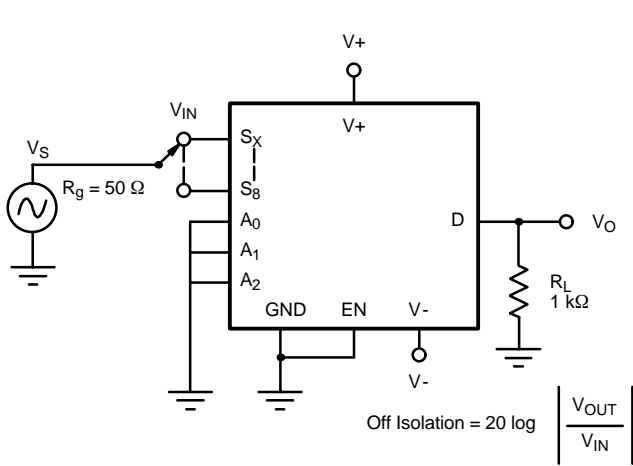 V+
V+
VIN
VS
Rg = 50 Ω
SX
S8
A0
A1
A2
D
VO
RL
1 kΩ
GND EN V-
V-
Off Isolation = 20 log | VOUT / VIN |